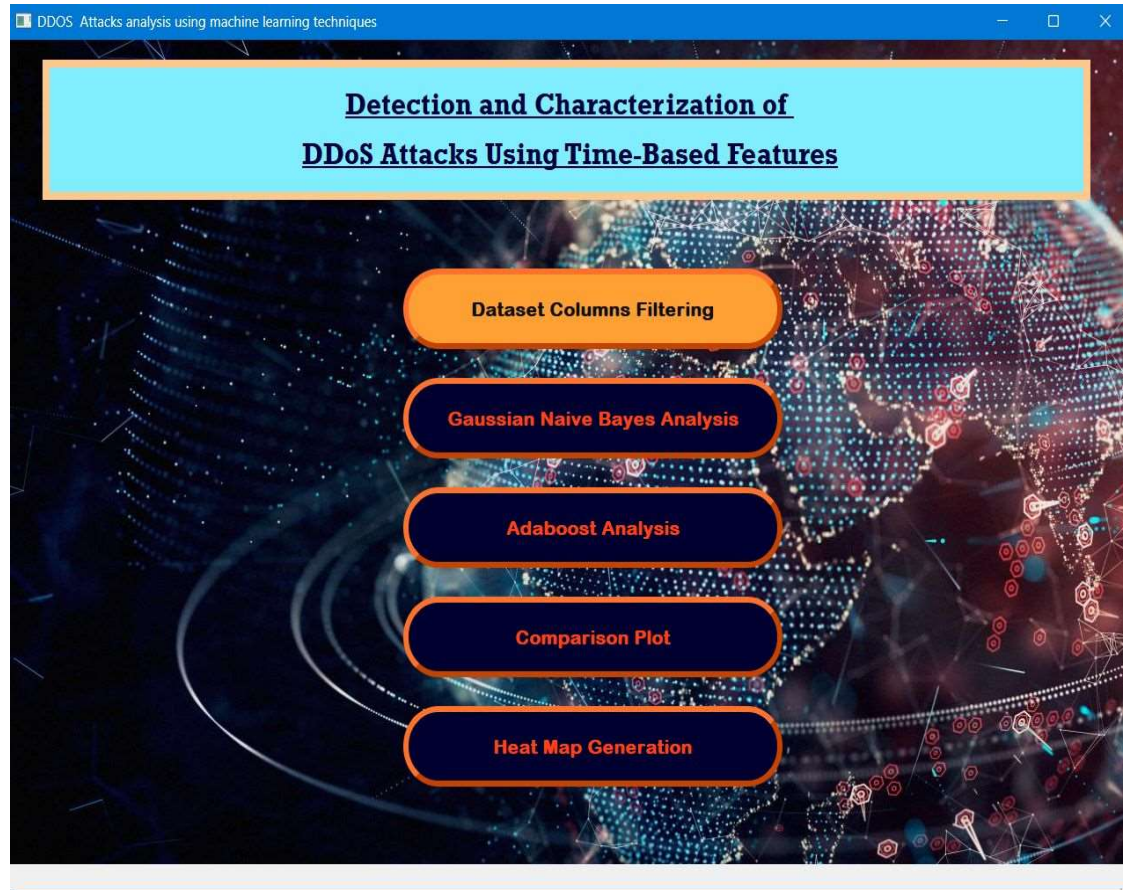 DDOS Attacks analysis using machine learning techniques
Detection and Characterization of
DDoS Attacks Using Time-Based Features
Dataset Columns Filtering
Gaussian Naive Bayes Analysis
Adaboost Analysis
Comparison Plot
Heat Map Generation